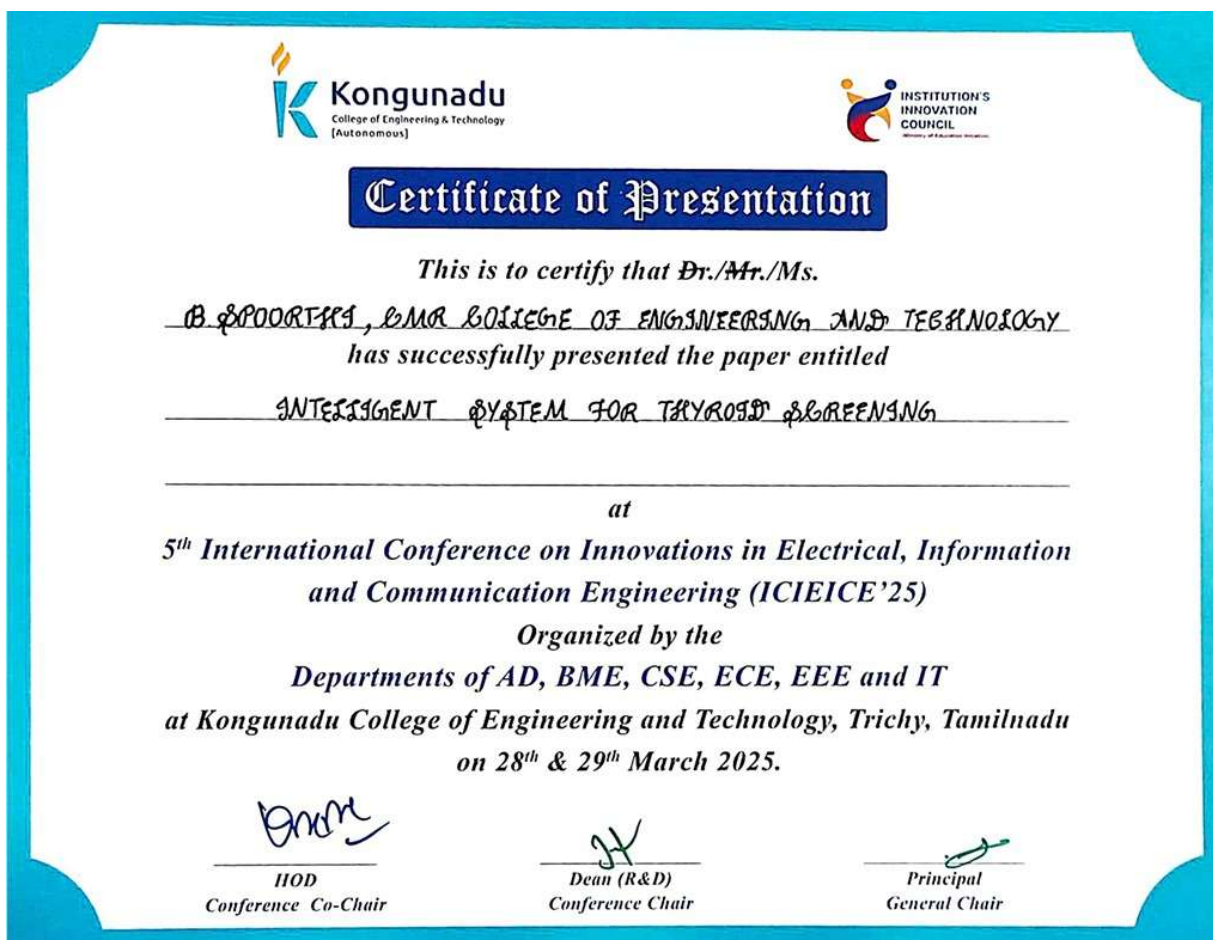 Kongunadu
College of Engineering & Technology
[Autonomous]
INSTITUTION'S
INNOVATION
COUNCIL
Certificate of Presentation
This is to certify that Dr./Mr./Ms.
B. SPOORTHI, CMR COLLEGE OF ENGINEERING AND TECHNOLOGY
has successfully presented the paper entitled
INTELLIGENT SYSTEM FOR THYROID SCREENING
at
5th International Conference on Innovations in Electrical, Information
and Communication Engineering (ICIEICE’25)
Organized by the
Departments of AD, BME, CSE, ECE, EEE and IT
at Kongunadu College of Engineering and Technology, Trichy, Tamilnadu
on 28th & 29th March 2025.
HOD
Conference Co-Chair
Dean (R&D)
Conference Chair
Principal
General Chair